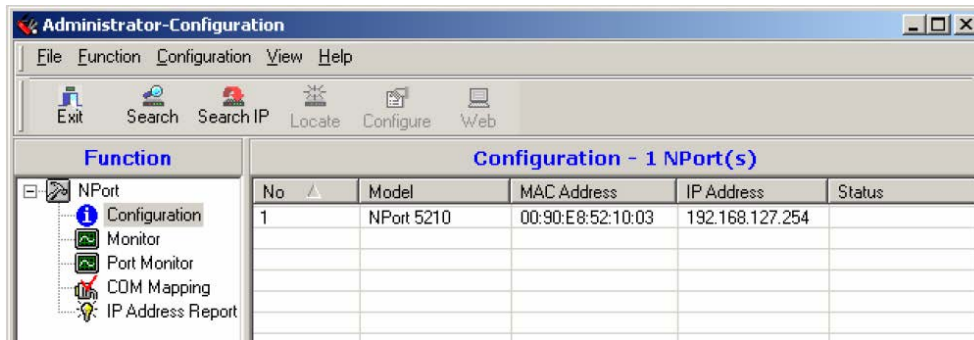 Administrator-Configuration
File Function Configuration View Help
Exit Search Search IP Locate Configure Web
Function
Configuration - 1 NPort(s)
NPort
Configuration
Monitor
Port Monitor
COM Mapping
IP Address Report
No Model MAC Address IP Address Status
1 NPort 5210 00:90:E8:52:10:03 192.168.127.254